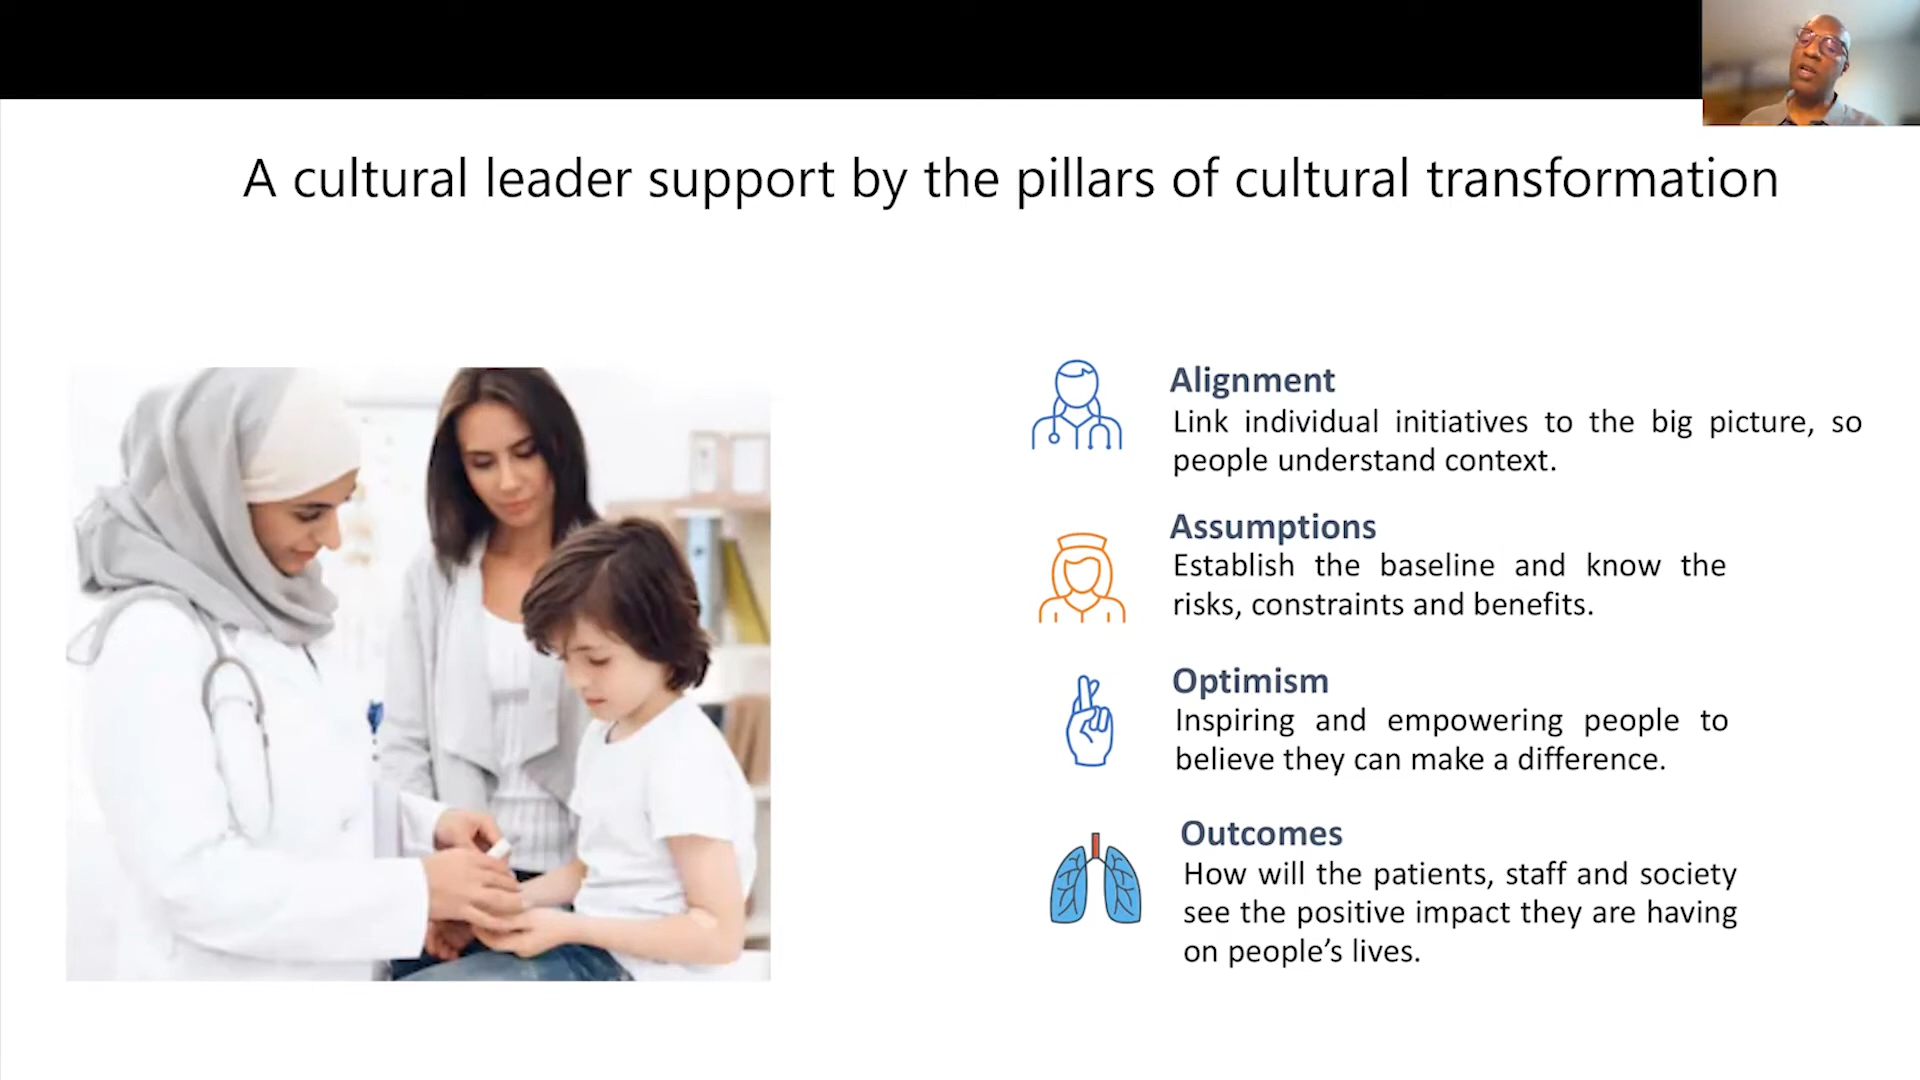 A cultural leader support by the pillars of cultural transformation
Alignment
Link individual initiatives to the big picture, so
people understand context.
Assumptions
Establish the baseline and know the
risks, constraints and benefits.
Optimism
Inspiring and empowering people to
believe they can make a difference.
Outcomes
How will the patients, staff and society
see the positive impact they are having
on people’s lives.